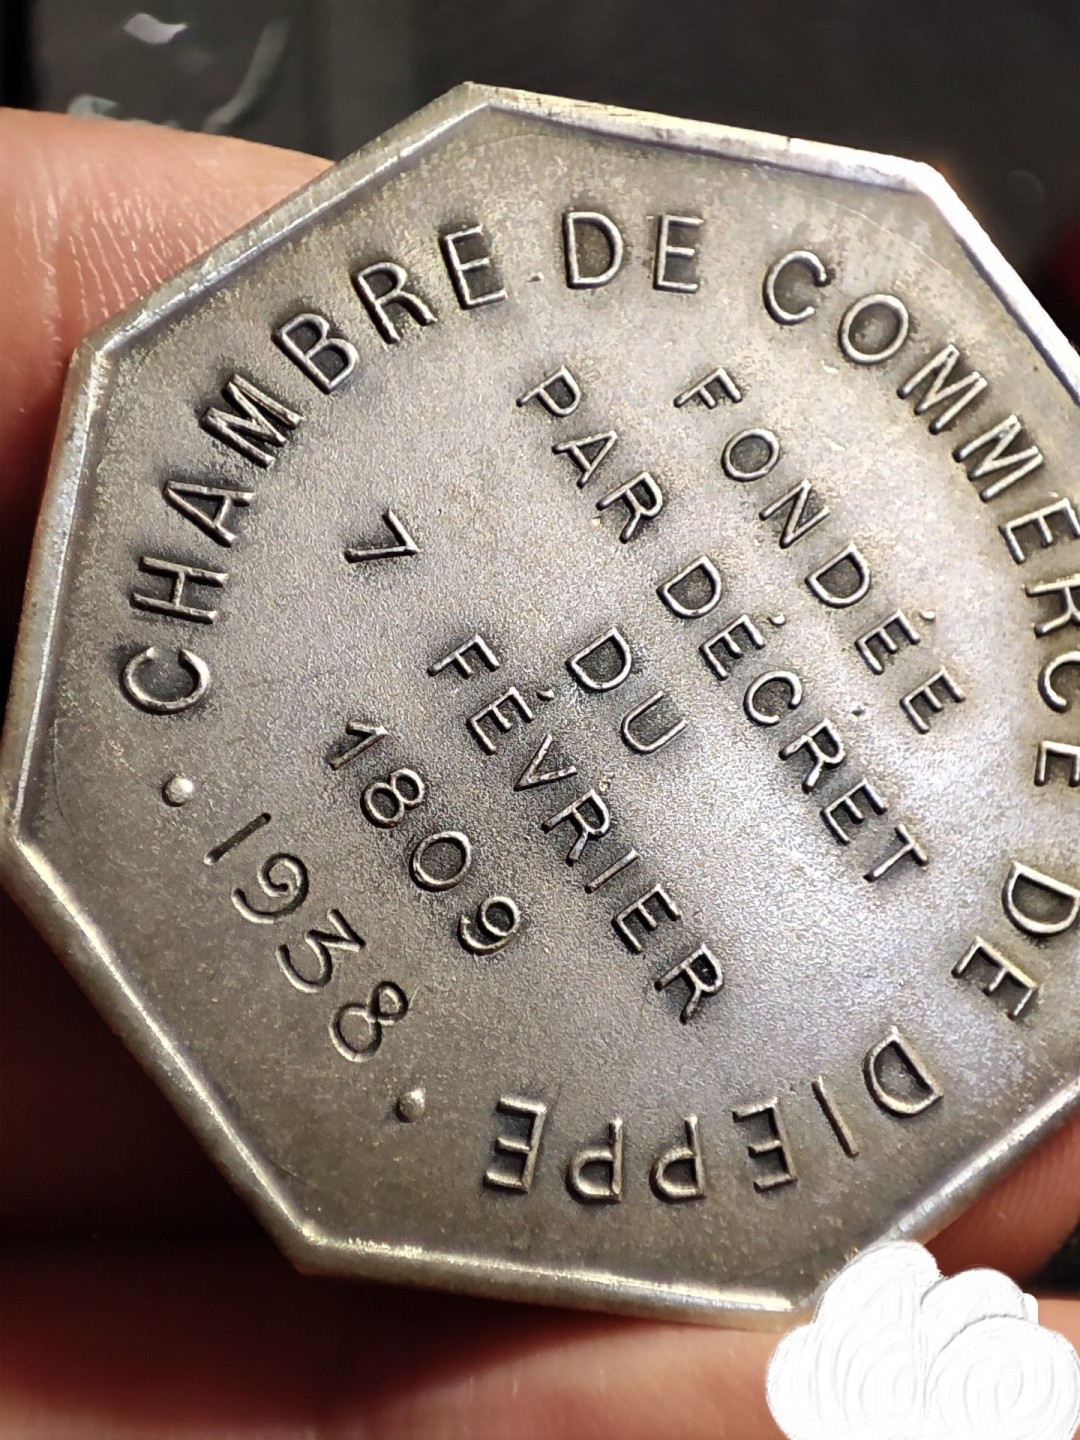 CHAMBRE DE COMMERCE DE DIEPPE
· 1938 ·
FONDÉE
PAR DÉCRET
DU
7 FÉVRIER
1809